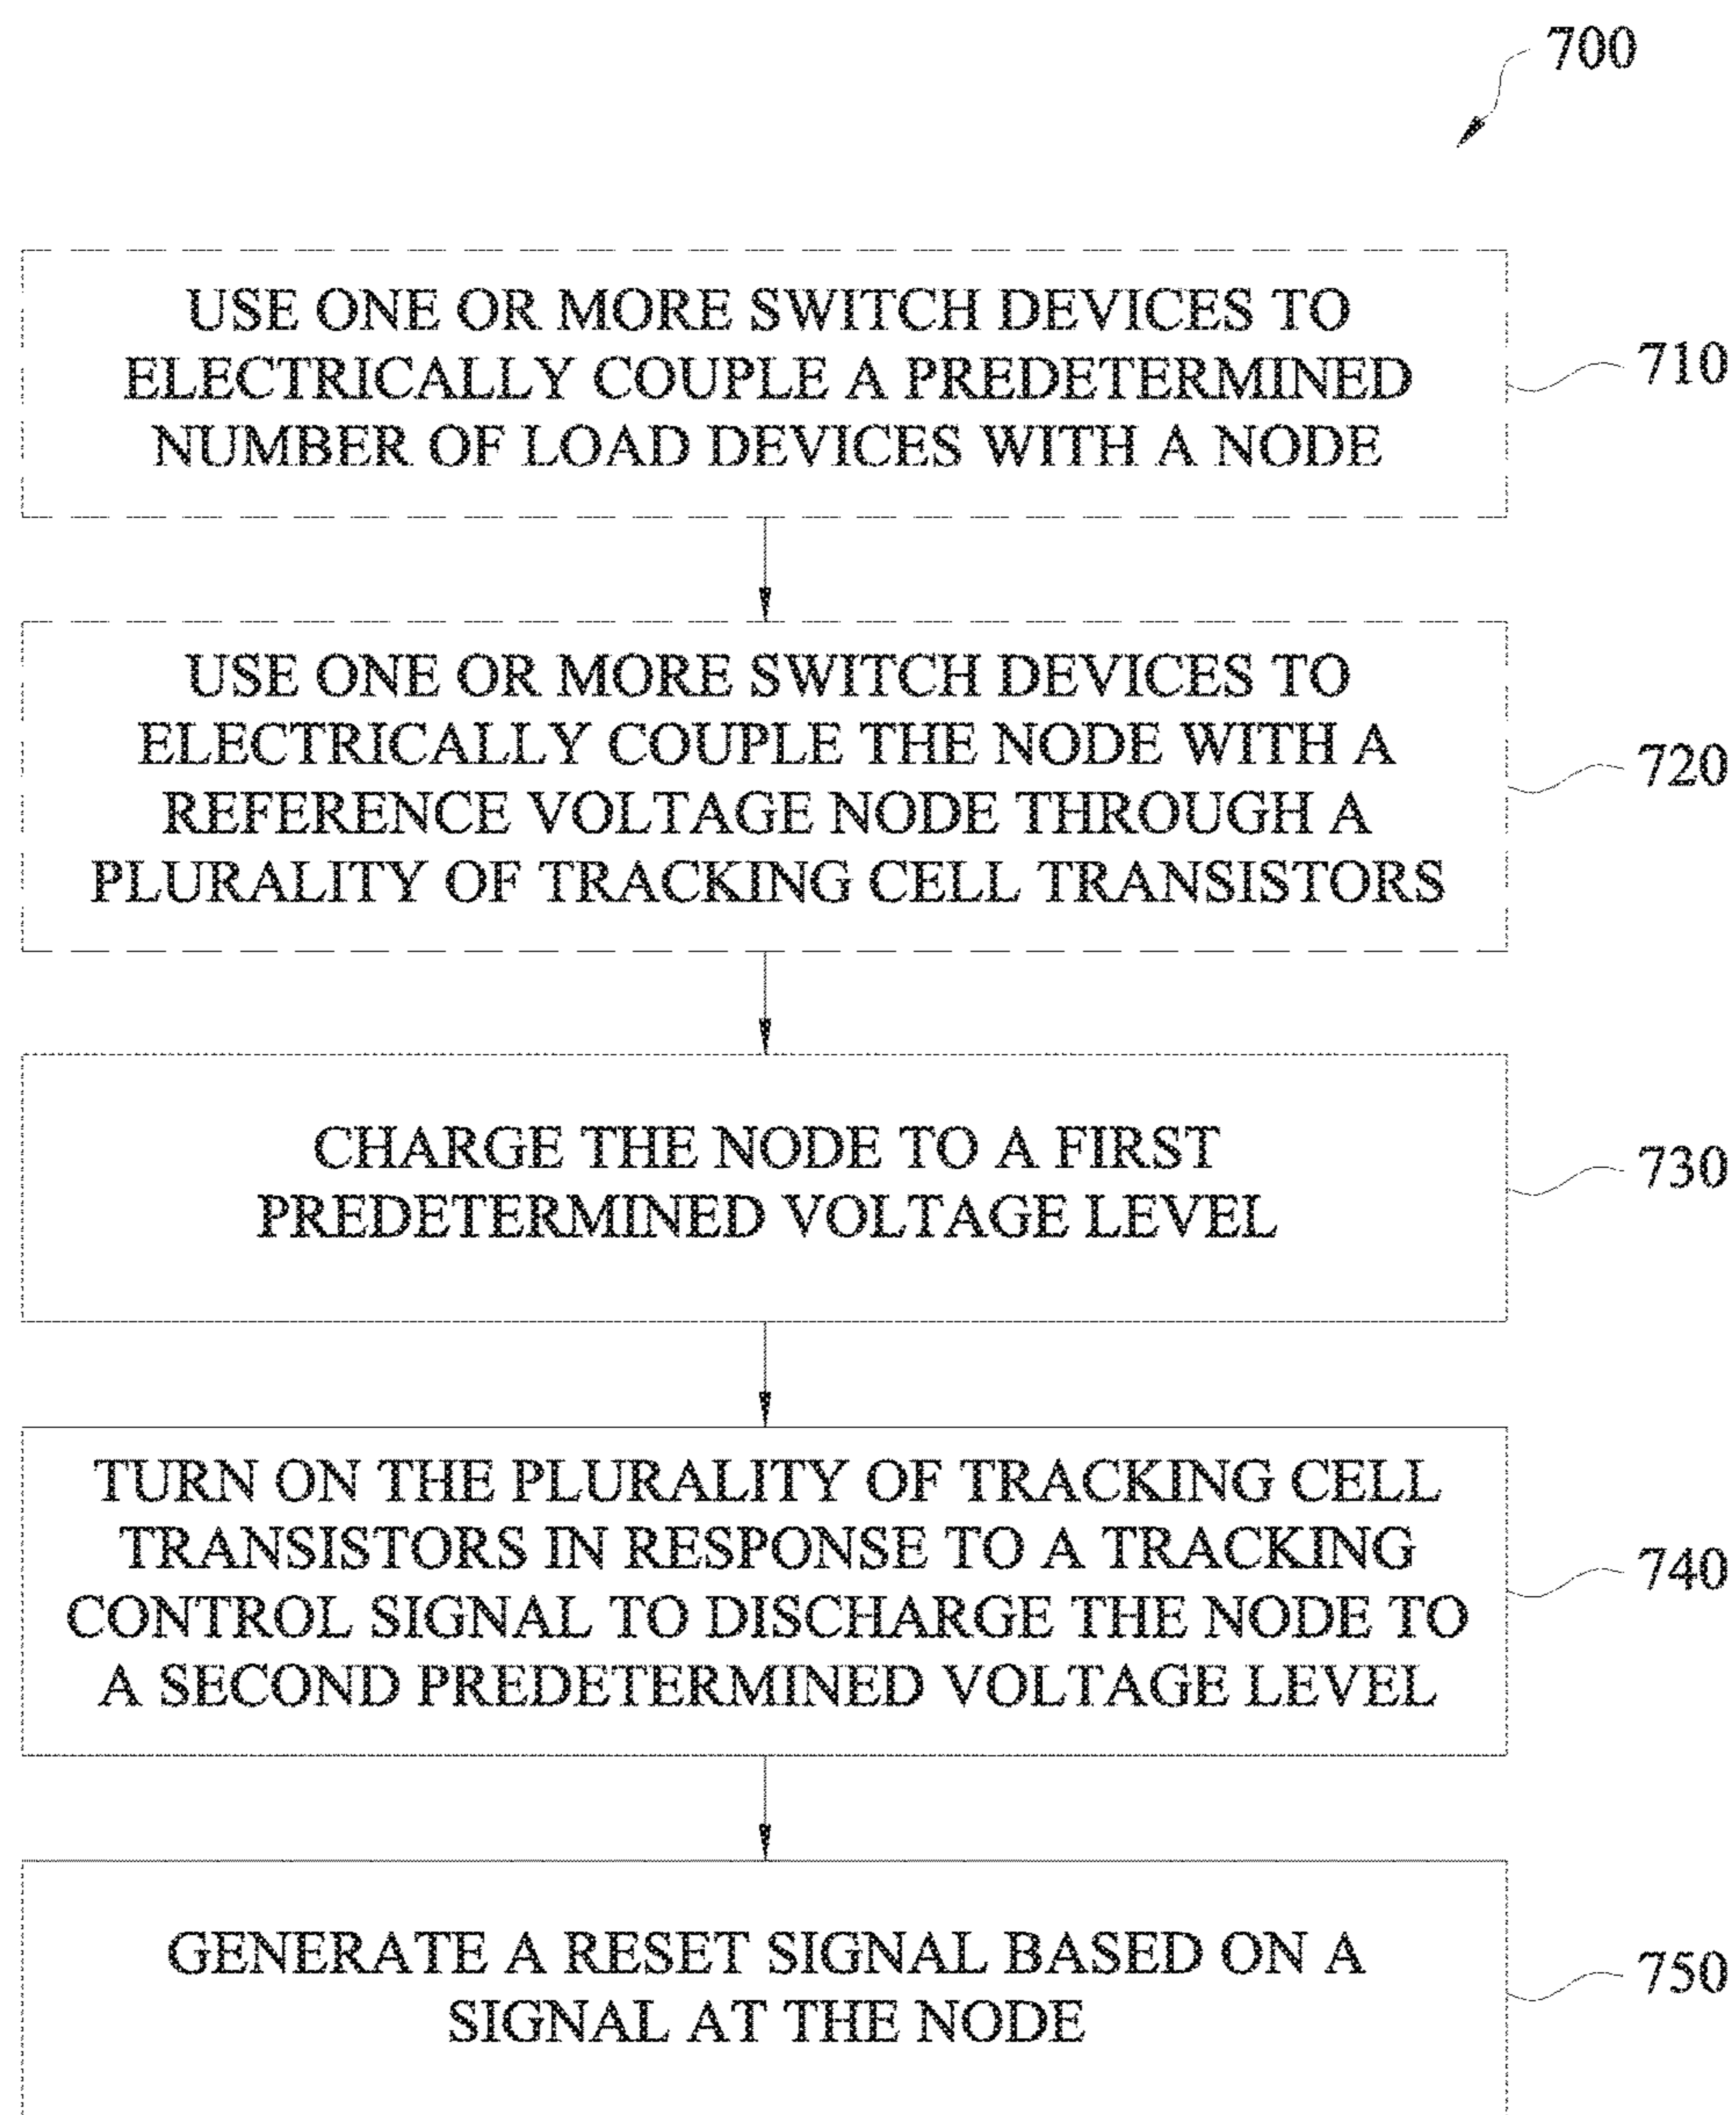 700
USE ONE OR MORE SWITCH DEVICES TO
ELECTRICALLY COUPLE A PREDETERMINED
NUMBER OF LOAD DEVICES WITH A NODE
710
USE ONE OR MORE SWITCH DEVICES TO
ELECTRICALLY COUPLE THE NODE WITH A
REFERENCE VOLTAGE NODE THROUGH A
PLURALITY OF TRACKING CELL TRANSISTORS
720
CHARGE THE NODE TO A FIRST
PREDETERMINED VOLTAGE LEVEL
730
TURN ON THE PLURALITY OF TRACKING CELL
TRANSISTORS IN RESPONSE TO A TRACKING
CONTROL SIGNAL TO DISCHARGE THE NODE TO
A SECOND PREDETERMINED VOLTAGE LEVEL
740
GENERATE A RESET SIGNAL BASED ON A
SIGNAL AT THE NODE
750